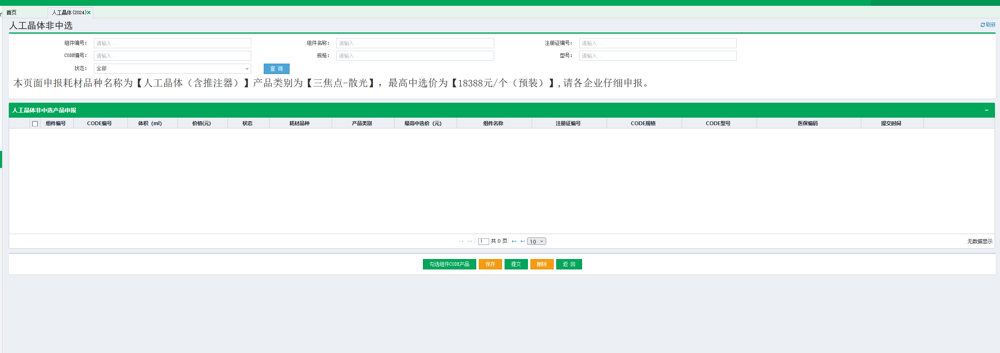 首页
人工晶体(2024)
人工晶体非中选
刷新
组件编号： 请输入...
组件名称： 请输入...
注册证编号： 请输入...
CODE编号： 请输入...
规格： 请输入...
型号： 请输入...
状态： 全部
查 询
本页面申报耗材品种名称为【人工晶体（含推注器）】产品类别为【三焦点-散光】，最高中选价为【18388元/个（预装）】,请各企业仔细申报。
人工晶体非中选产品申报
组件编号 CODE编号 体积（ml） 价格(元) 状态 耗材品种 产品类别 最高中选价（元） 组件名称 注册证编号 CODE规格 CODE型号 医保编码 提交时间
1 共 0 页 10
无数据显示
勾选组件CODE产品 保存 提交 删除 返 回